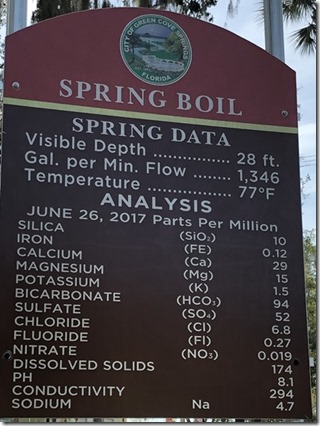 CITY OF GREEN COVE SPRINGS
FLORIDA
SPRING BOIL
SPRING DATA
Visible Depth ................ 28 ft.
Gal. per Min. Flow ........ 1,346
Temperature ................ 77°F
ANALYSIS
JUNE 26, 2017 Parts Per Million
SILICA (SiO₂) 10
IRON (FE) 0.12
CALCIUM (Ca) 29
MAGNESIUM (Mg) 15
POTASSIUM (K) 1.5
BICARBONATE (HCO₃) 94
SULFATE (SO₄) 52
CHLORIDE (Cl) 6.8
FLUORIDE (Fl) 0.27
NITRATE (NO₃) 0.019
DISSOLVED SOLIDS 174
PH 8.1
CONDUCTIVITY 294
SODIUM Na 4.7